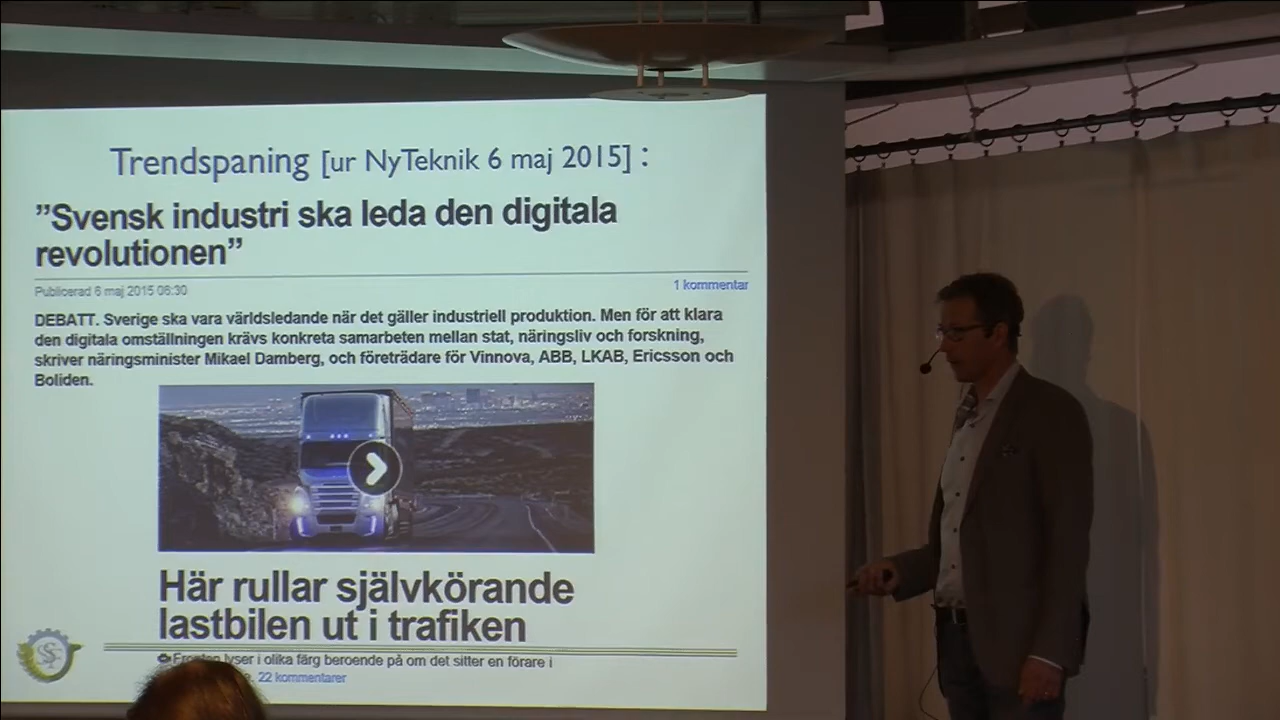 Trendspaning [ur NyTeknik 6 maj 2015] :
”Svensk industri ska leda den digitala
revolutionen”
Publicerad 6 maj 2015 06:30
1 kommentar
DEBATT. Sverige ska vara världsledande när det gäller industriell produktion. Men för att klara
den digitala omställningen krävs konkreta samarbeten mellan stat, näringsliv och forskning,
skriver näringsminister Mikael Damberg, och företrädare för Vinnova, ABB, LKAB, Ericsson och
Boliden.
Här rullar självkörande
lastbilen ut i trafiken
Fronten lyser i olika färg beroende på om det sitter en förare i
22 kommentarer